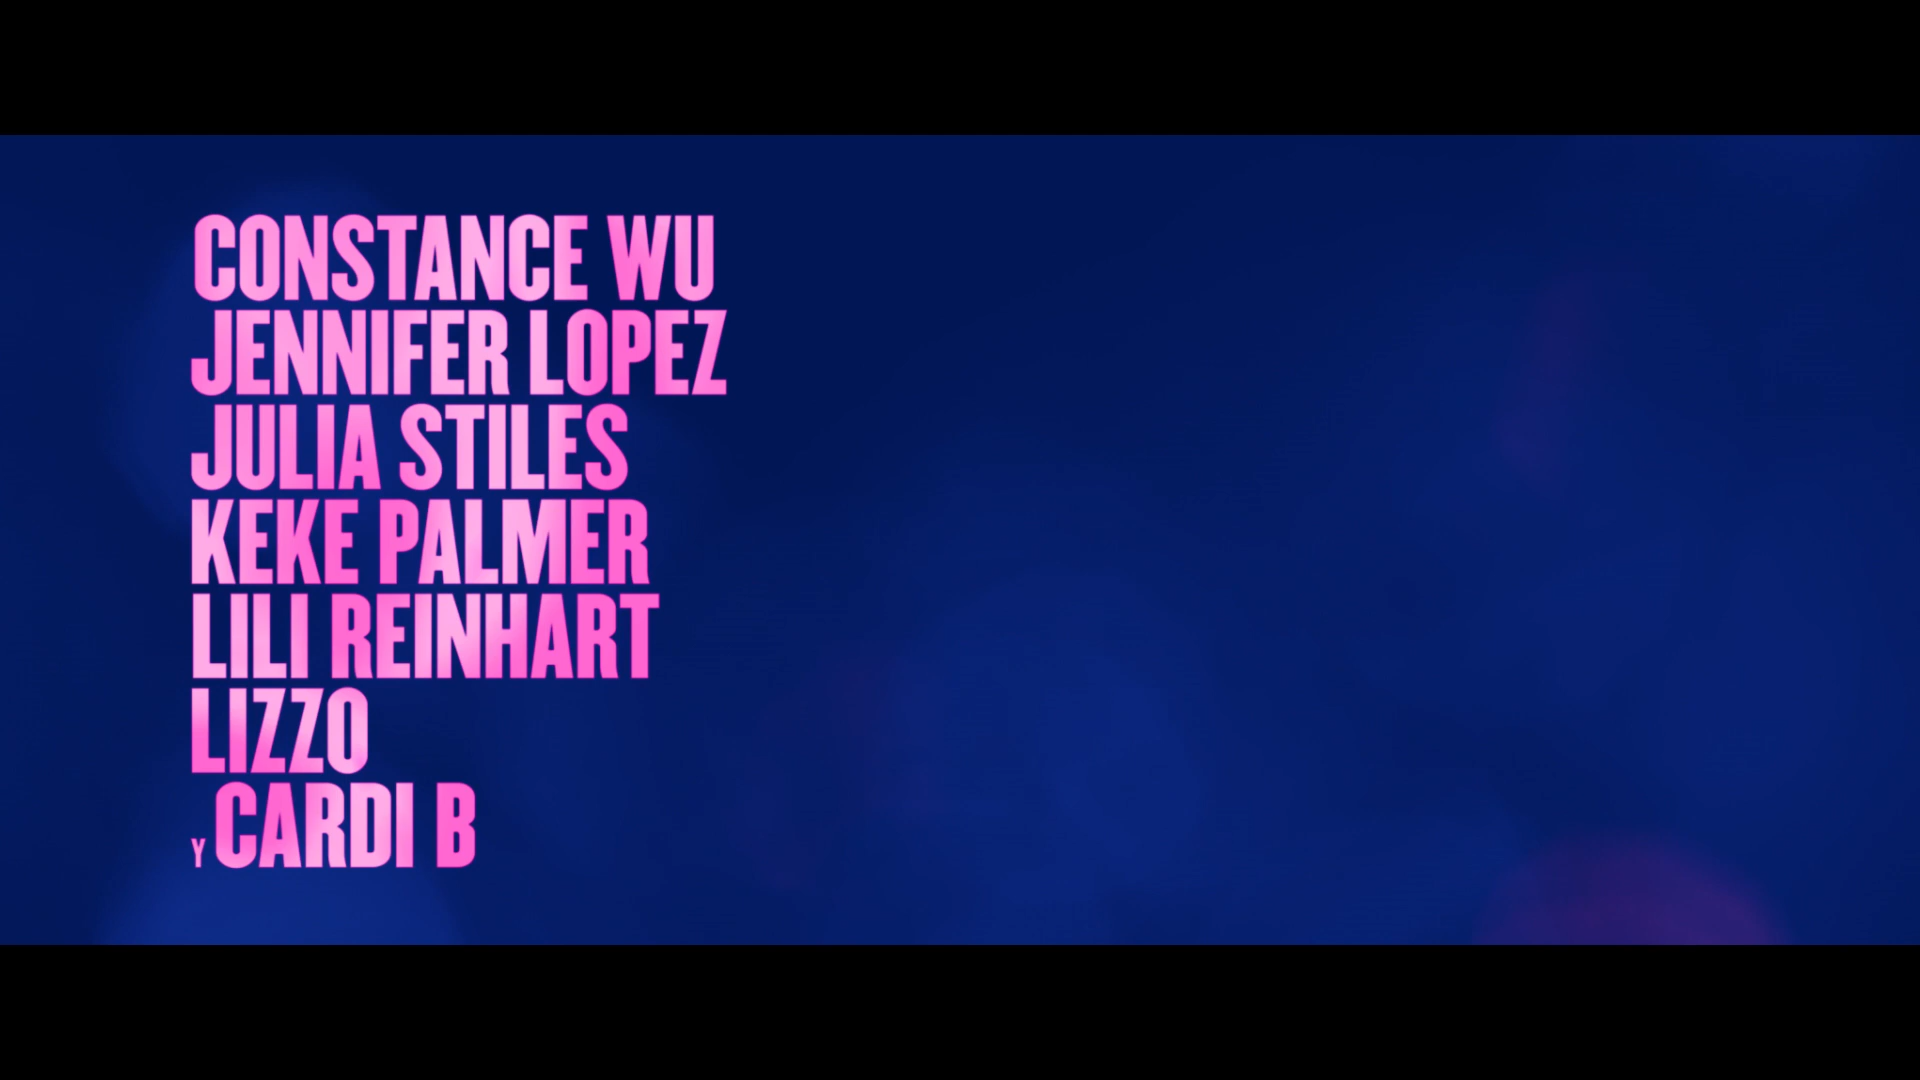 CONSTANCE WU
JENNIFER LOPEZ
JULIA STILES
KEKE PALMER
LILI REINHART
LIZZO
Y CARDI B